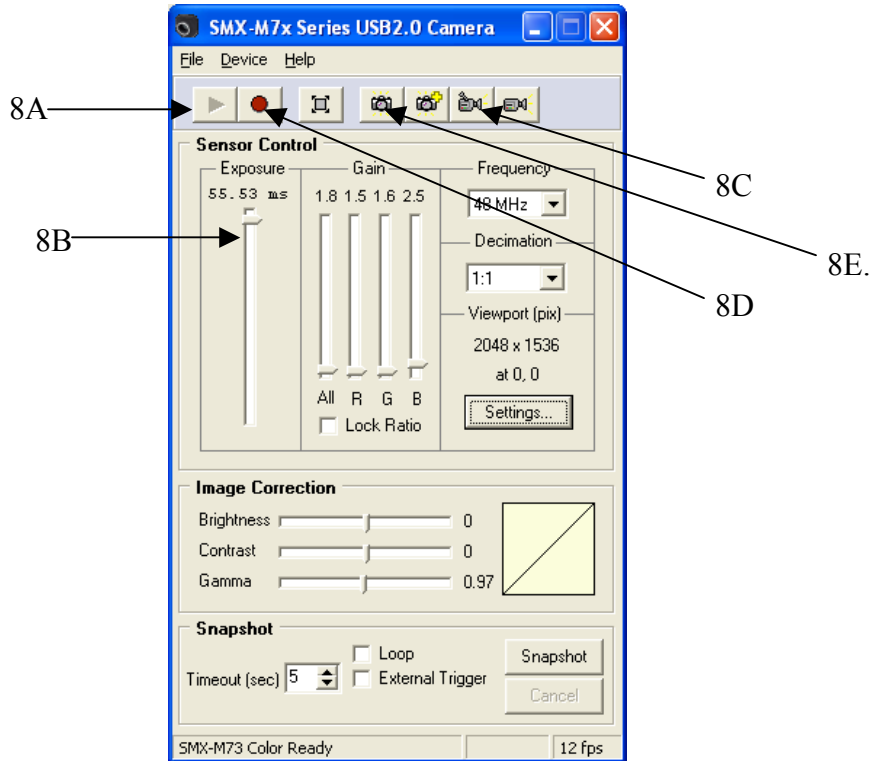 SMX-M7x Series USB2.0 Camera
File Device Help
8A
Sensor Control
Exposure
55.53 ms
8B
Gain
1.8 1.5 1.6 2.5
All R G B
Lock Ratio
Frequency
48 MHz
Decimation
1:1
Viewport (pix)
2048 x 1536
at 0, 0
Settings...
8C
8E.
8D
Image Correction
Brightness 0
Contrast 0
Gamma 0.97
Snapshot
Timeout (sec) 5
Loop
External Trigger
Snapshot
Cancel
SMX-M73 Color Ready
12 fps